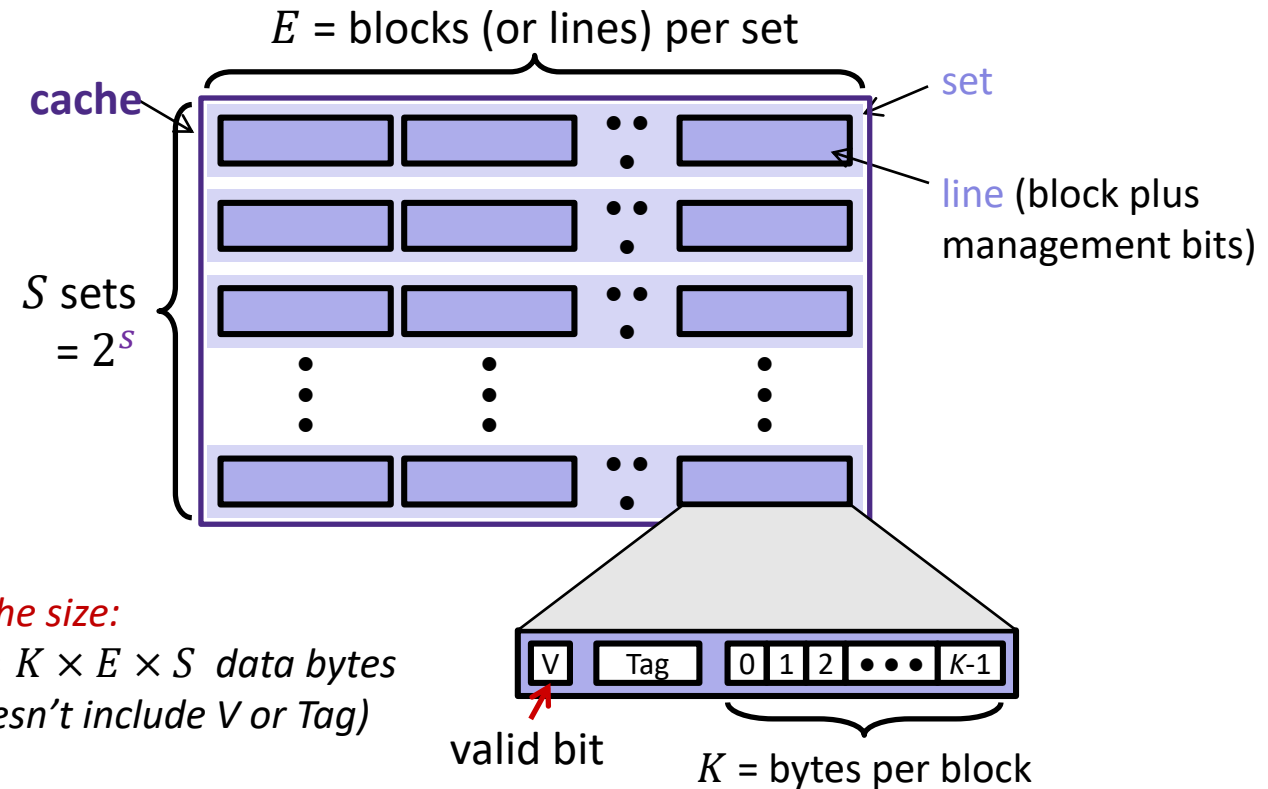 E = blocks (or lines) per set
cache
set
line (block plus
management bits)
S sets
= 2^s
he size:
K × E × S data bytes
esn't include V or Tag)
V Tag 0 1 2 ••• K-1
valid bit
K = bytes per block